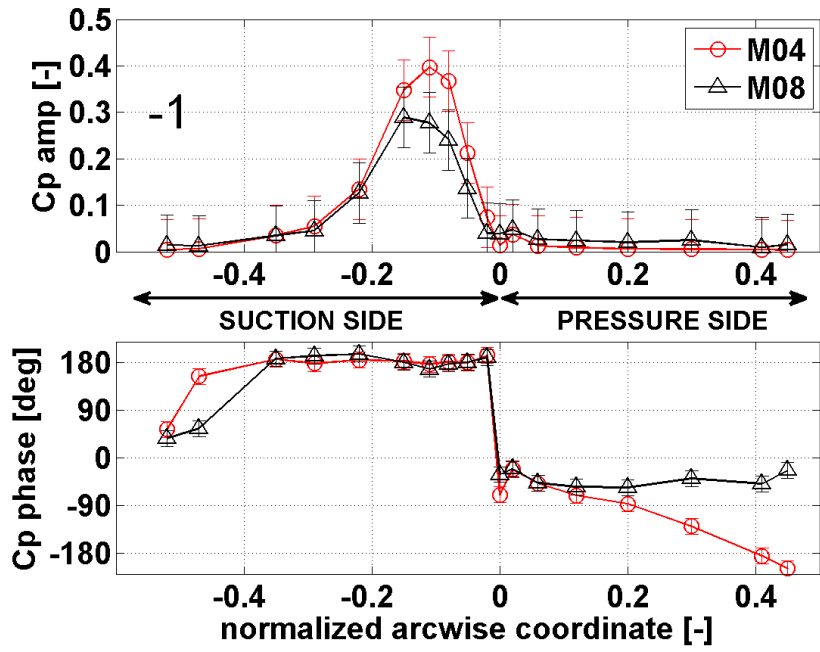 0.5
0.4
0.3
0.2
0.1
0
Cp amp [-]
-1
M04
M08
-0.4 -0.2 0 0.2 0.4
SUCTION SIDE PRESSURE SIDE
180
90
0
-90
-180
Cp phase [deg]
-0.4 -0.2 0 0.2 0.4
normalized arcwise coordinate [-]